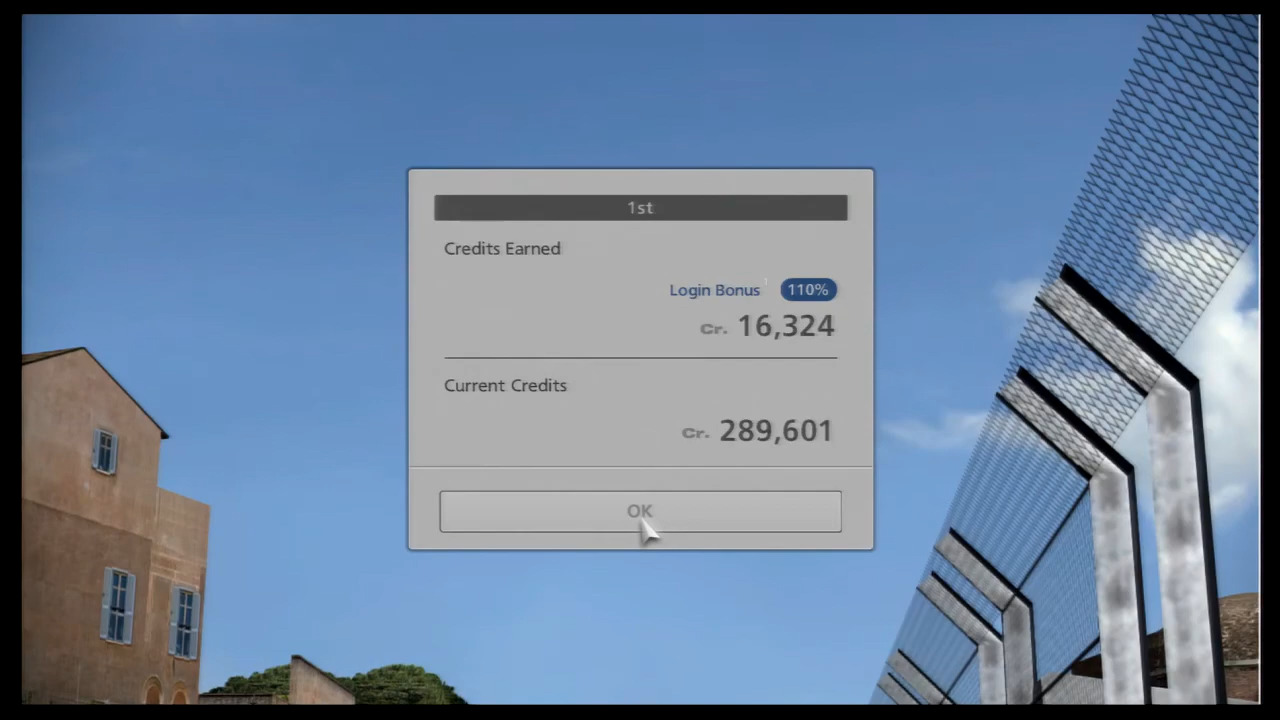 1st
Credits Earned
Login Bonus 110%
Cr. 16,324
Current Credits
Cr. 289,601
OK